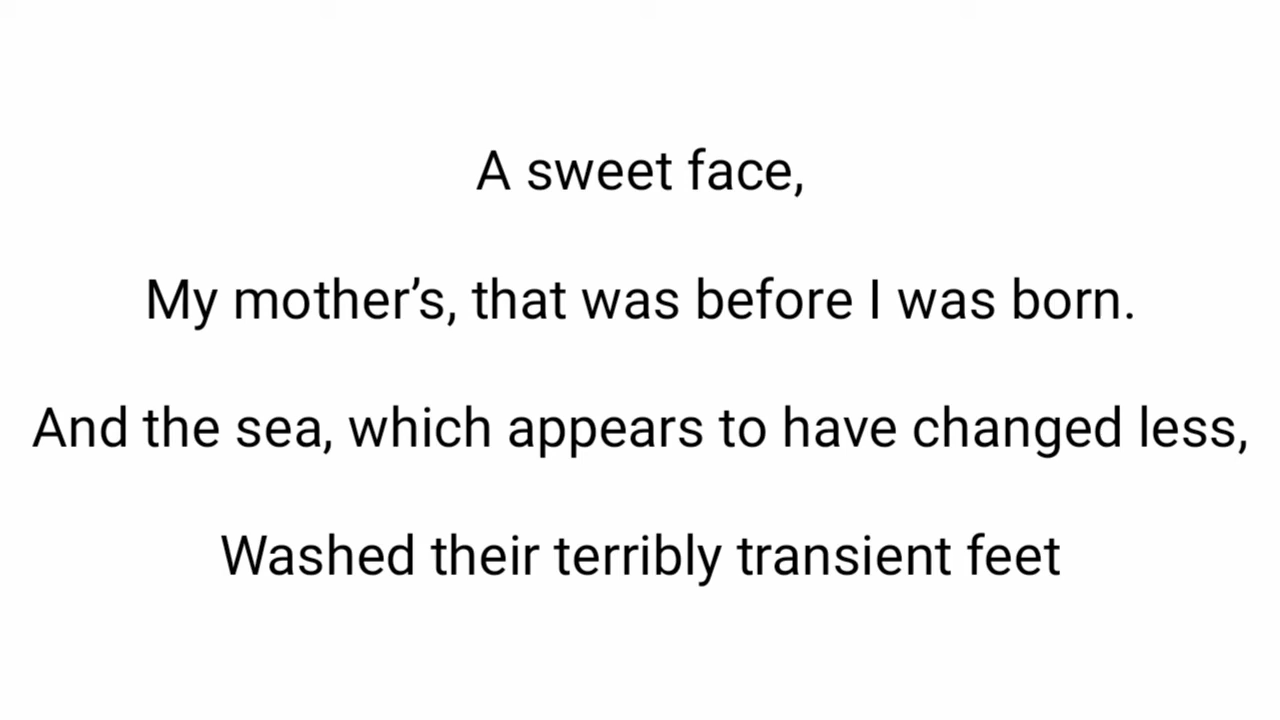 A sweet face,
My mother’s, that was before I was born.
And the sea, which appears to have changed less,
Washed their terribly transient feet